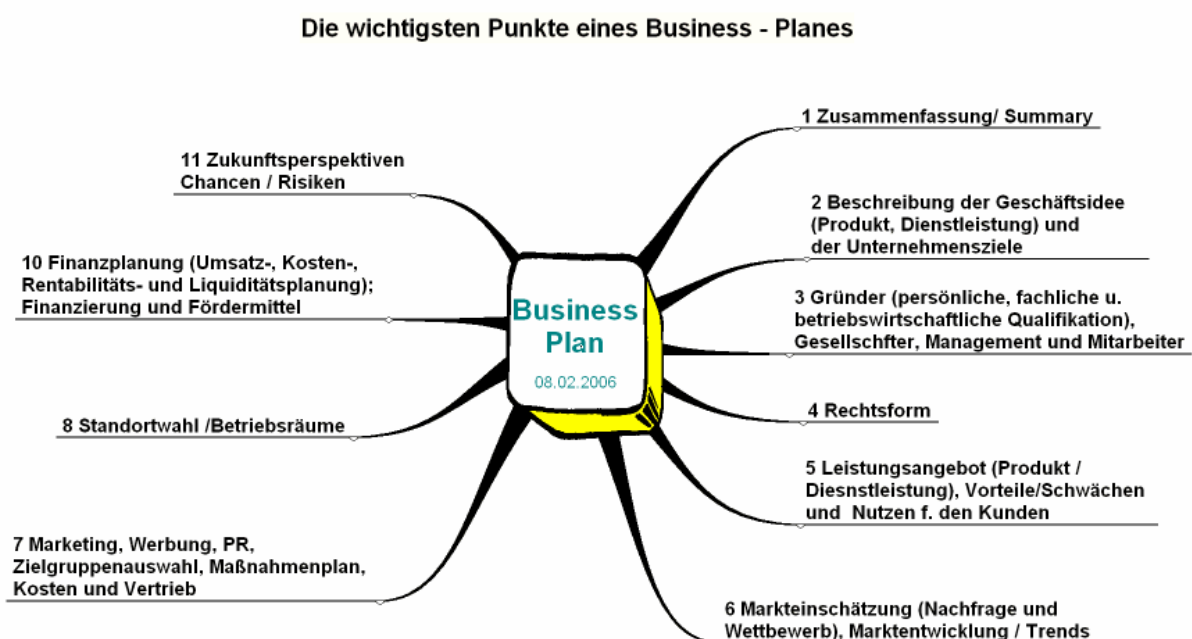 Die wichtigsten Punkte eines Business - Planes
1 Zusammenfassung/ Summary
2 Beschreibung der Geschäftsidee
(Produkt, Dienstleistung) und
der Unternehmensziele
3 Gründer (persönliche, fachliche u.
betriebswirtschaftliche Qualifikation),
Gesellschfter, Management und Mitarbeiter
4 Rechtsform
5 Leistungsangebot (Produkt /
Diesnstleistung), Vorteile/Schwächen
und Nutzen f. den Kunden
6 Markteinschätzung (Nachfrage und
Wettbewerb), Marktentwicklung / Trends
7 Marketing, Werbung, PR,
Zielgruppenauswahl, Maßnahmenplan,
Kosten und Vertrieb
8 Standortwahl /Betriebsräume
10 Finanzplanung (Umsatz-, Kosten-,
Rentabilitäts- und Liquiditätsplanung);
Finanzierung und Fördermittel
11 Zukunftsperspektiven
Chancen / Risiken
Business
Plan
08.02.2006